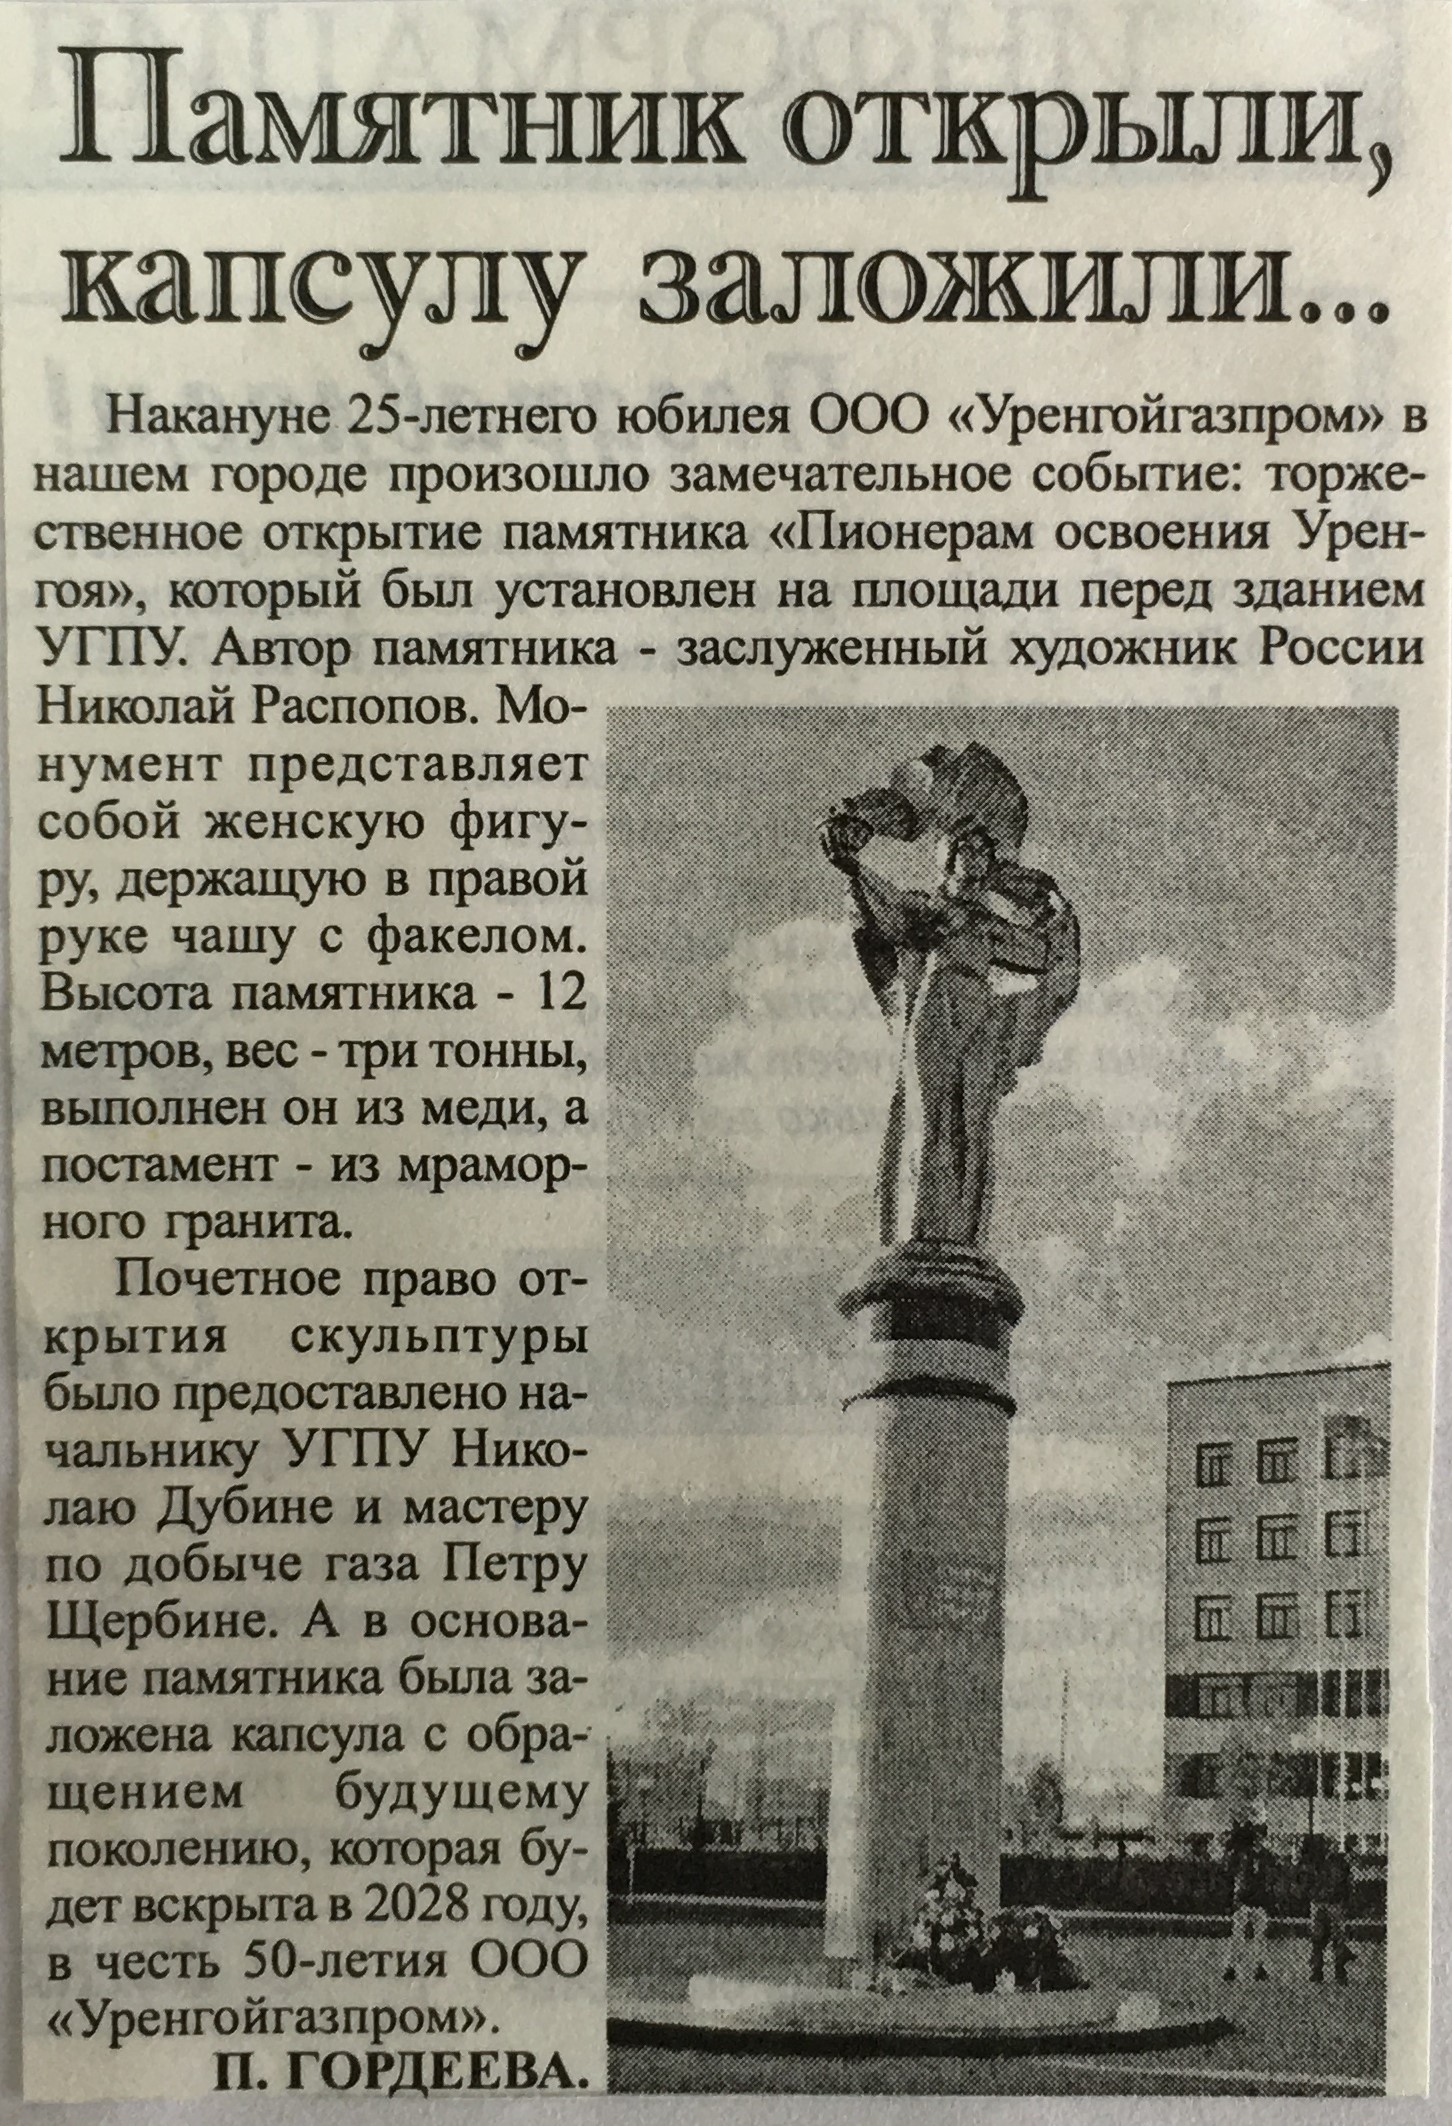 Памятник открыли,
капсулу заложили...
Накануне 25-летнего юбилея ООО «Уренгойгазпром» в
нашем городе произошло замечательное событие: торже-
ственное открытие памятника «Пионерам освоения Урен-
гоя», который был установлен на площади перед зданием
УГПУ. Автор памятника - заслуженный художник России
Николай Распопов. Мо-
нумент представляет
собой женскую фигу-
ру, держащую в правой
руке чашу с факелом.
Высота памятника - 12
метров, вес - три тонны,
выполнен он из меди, а
постамент - из мрамор-
ного гранита.
Почетное право от-
крытия скульптуры
было предоставлено на-
чальнику УГПУ Нико-
лаю Дубине и мастеру
по добыче газа Петру
Щербине. А в основа-
ние памятника была за-
ложена капсула с обра-
щением будущему
поколению, которая бу-
дет вскрыта в 2028 году,
в честь 50-летия ООО
«Уренгойгазпром».
П. ГОРДЕЕВА.